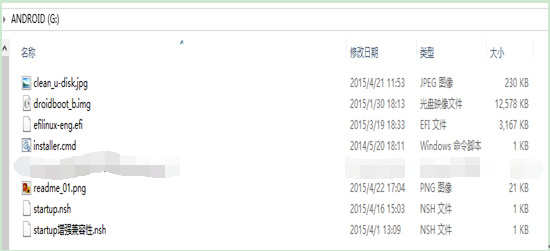 ANDROID (G:)
名称 修改日期 类型 大小
clean_u-disk.jpg 2015/4/21 11:53 JPEG 图像 230 KB
droidboot_b.img 2015/1/30 18:13 光盘映像文件 12,578 KB
efilinux-eng.efi 2015/3/19 18:33 EFI 文件 3,167 KB
installer.cmd 2014/5/20 18:11 Windows 命令脚本 1 KB
readme_01.png 2015/4/22 17:04 PNG 图像 21 KB
startup.nsh 2015/4/16 15:03 NSH 文件 1 KB
startup增强兼容性.nsh 2015/4/1 13:09 NSH 文件 1 KB